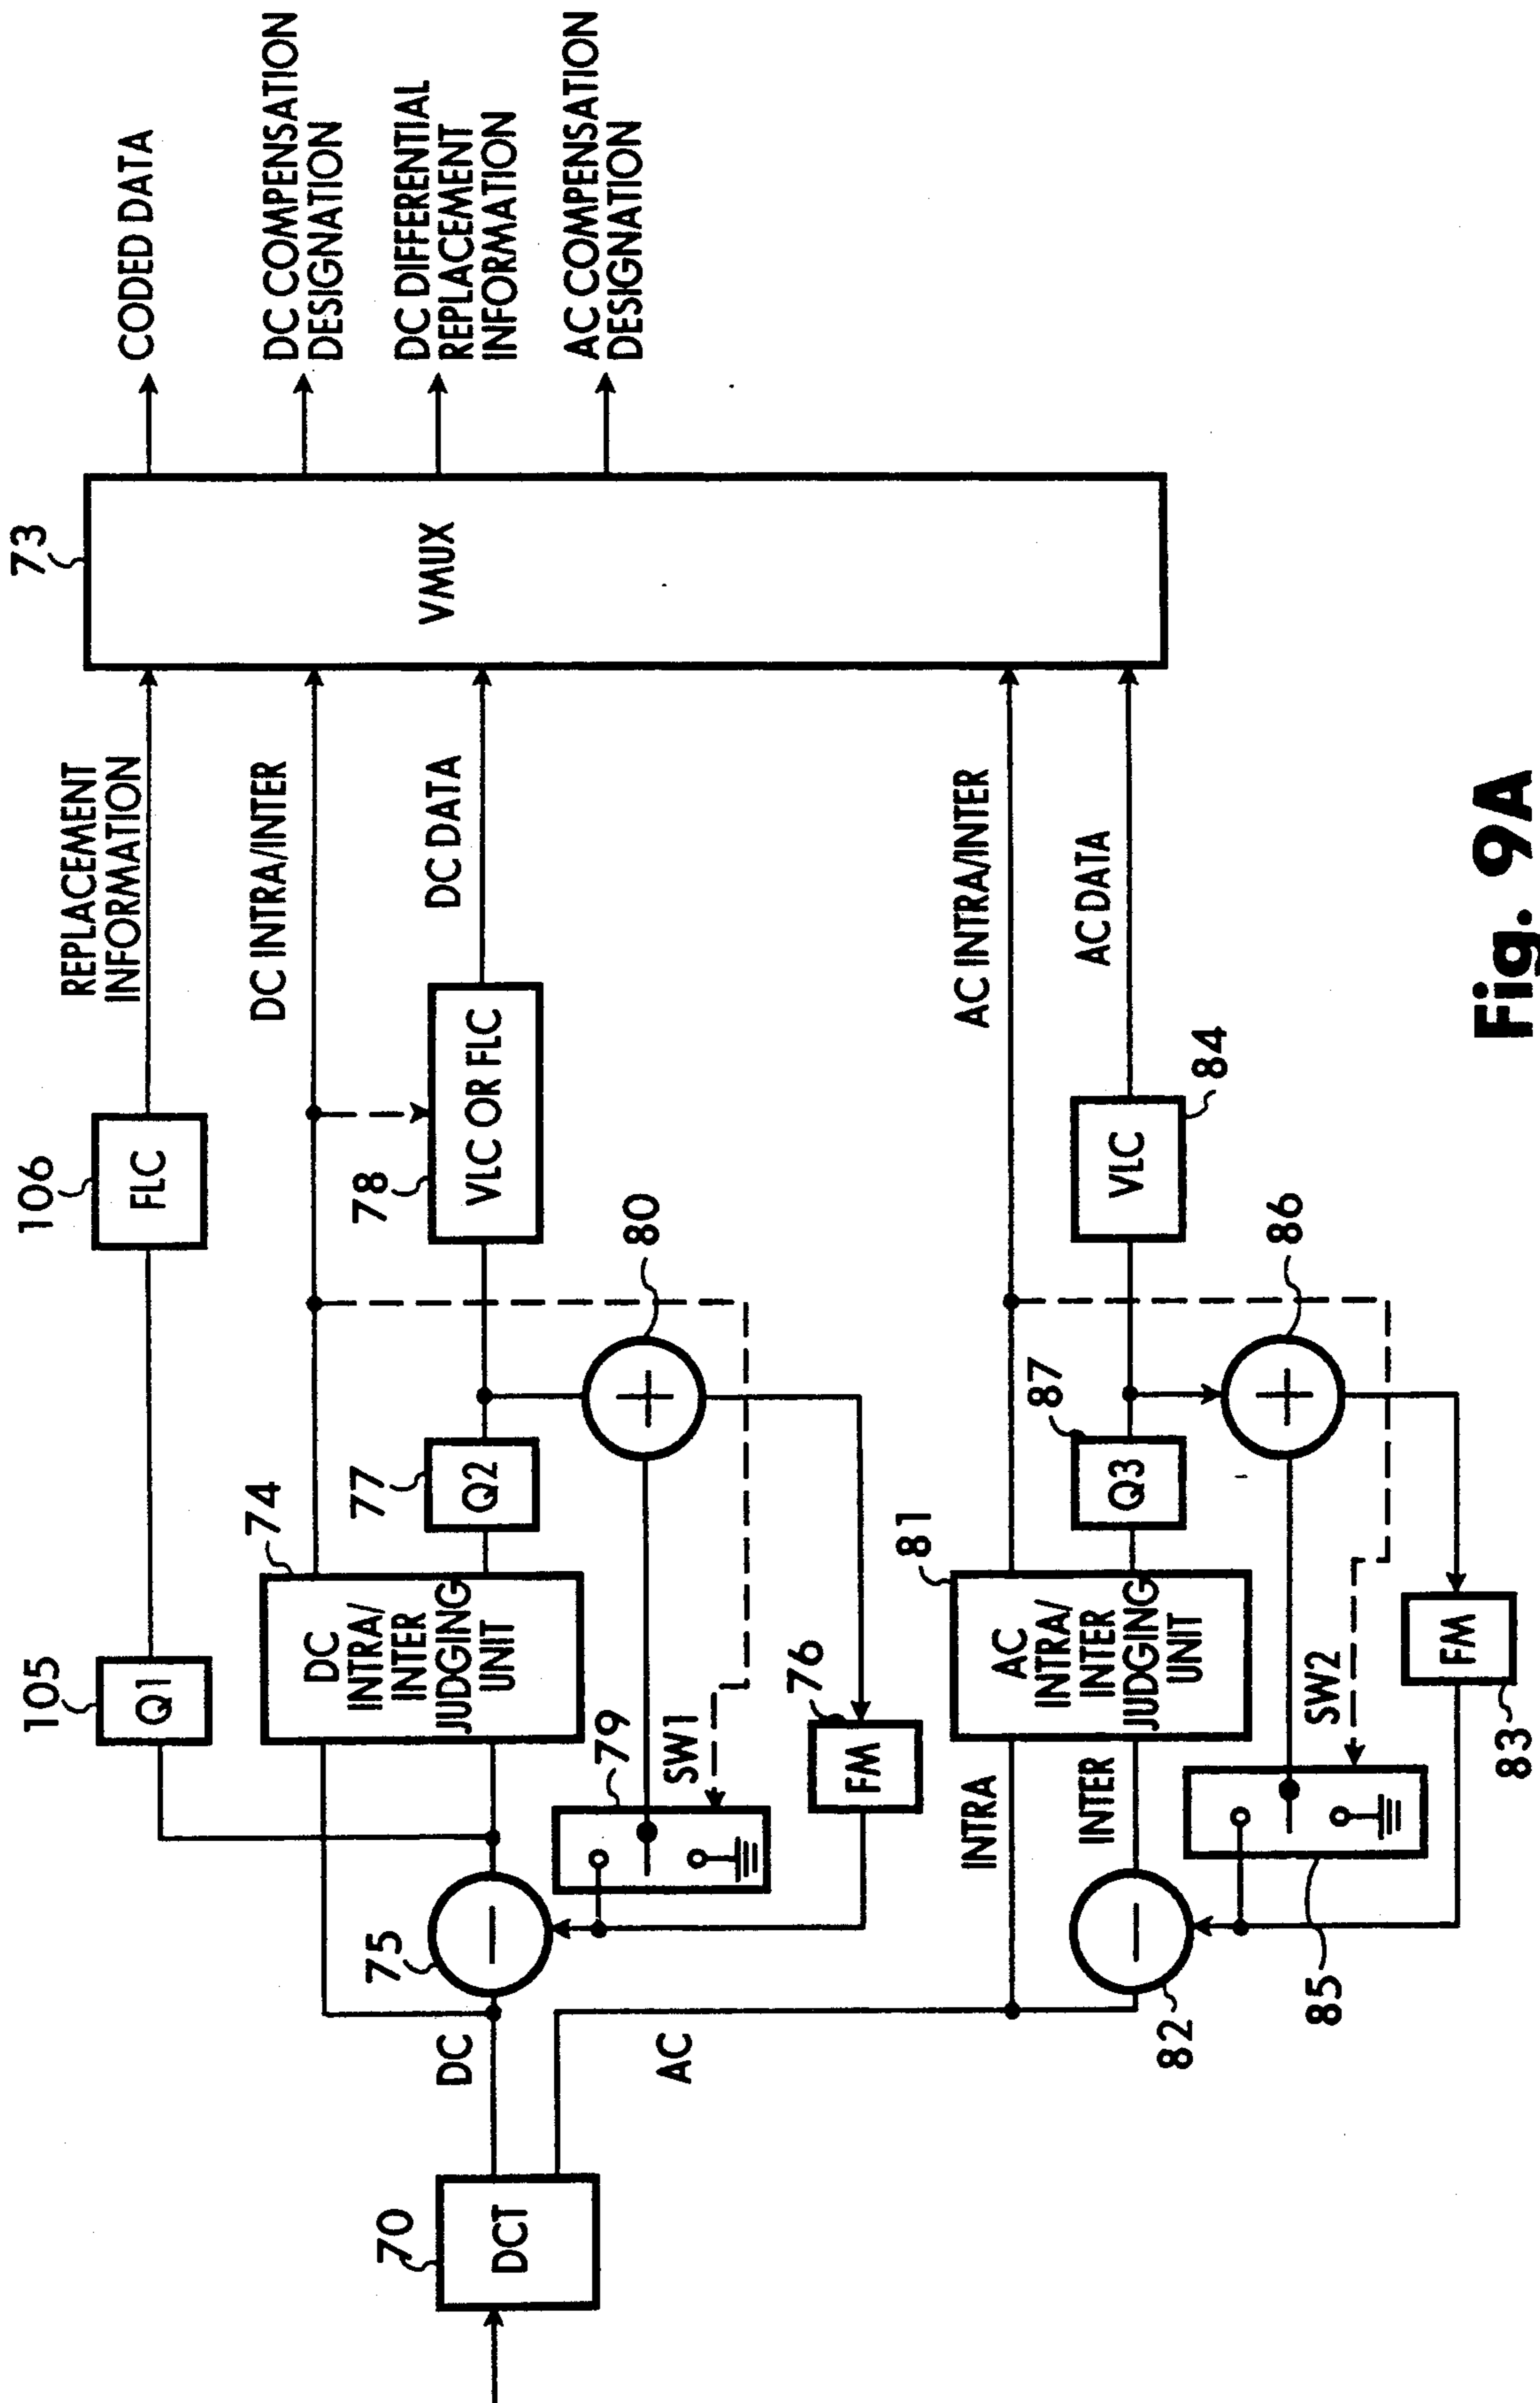 70
DCT
DC
AC
75
105
Q1
106
FLC
REPLACEMENT
INFORMATION
74
DC
INTRA/
INTER
JUDGING
UNIT
DC INTRA/INTER
77
Q2
78
VLC OR FLC
DC DATA
79
SW1
80
76
FM
73
VMUX
CODED DATA
DC COMPENSATION
DESIGNATION
DC DIFFERENTIAL
REPLACEMENT
INFORMATION
AC COMPENSATION
DESIGNATION
INTRA
INTER
82
81
AC
INTRA/
INTER
JUDGING
UNIT
AC INTRA/INTER
87
Q3
VLC
84
AC DATA
85
SW2
86
FM
83
Fig. 9A